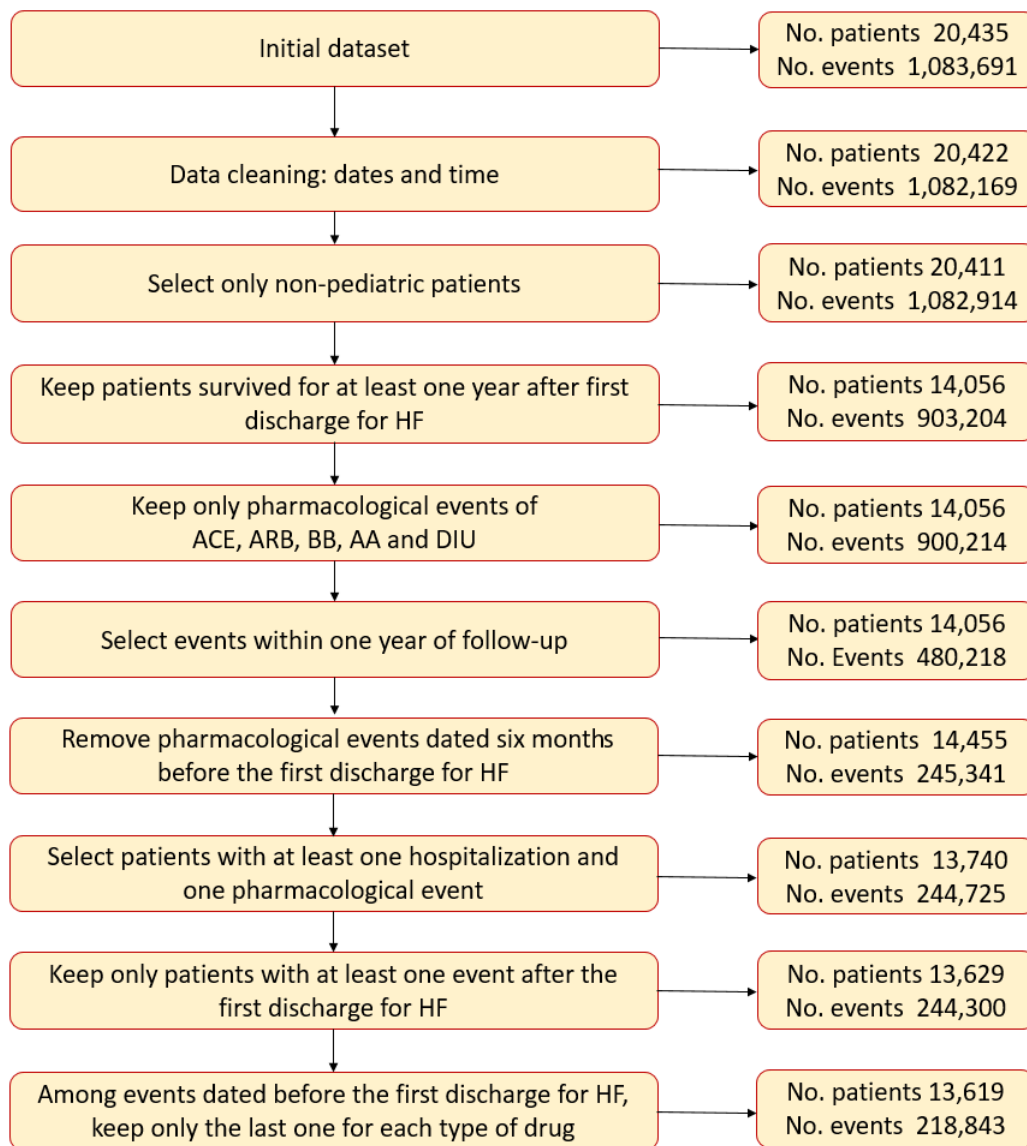 Initial dataset
No. patients 20,435
No. events 1,083,691
Data cleaning: dates and time
No. patients 20,422
No. events 1,082,169
Select only non-pediatric patients
No. patients 20,411
No. events 1,082,914
Keep patients survived for at least one year after first
discharge for HF
No. patients 14,056
No. events 903,204
Keep only pharmacological events of
ACE, ARB, BB, AA and DIU
No. patients 14,056
No. events 900,214
Select events within one year of follow-up
No. patients 14,056
No. Events 480,218
Remove pharmacological events dated six months
before the first discharge for HF
No. patients 14,455
No. events 245,341
Select patients with at least one hospitalization and
one pharmacological event
No. patients 13,740
No. events 244,725
Keep only patients with at least one event after the
first discharge for HF
No. patients 13,629
No. events 244,300
Among events dated before the first discharge for HF,
keep only the last one for each type of drug
No. patients 13,619
No. events 218,843